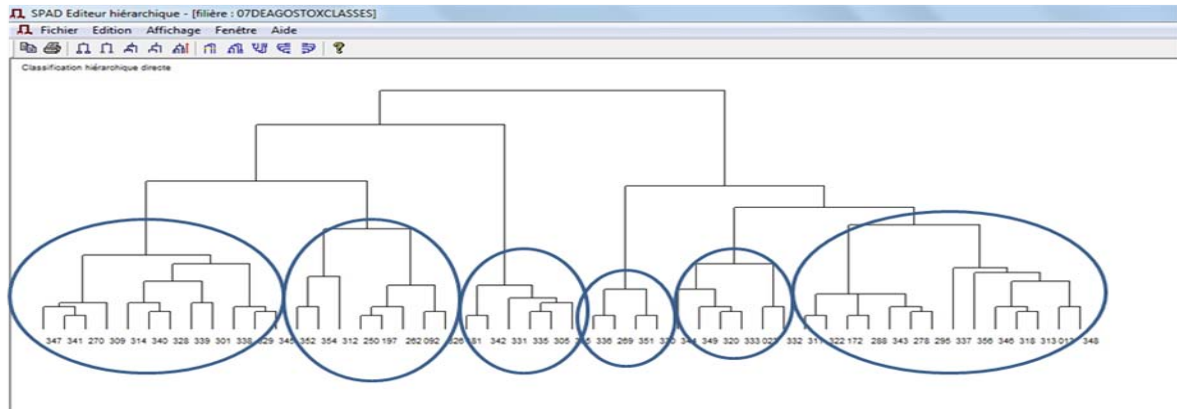 SPAD Editeur hiérarchique - [filière : 07DEAGOSTOXCLASSES]
Fichier Edition Affichage Fenêtre Aide
Classification hiérarchique directe
347 341 270 309 314 340 328 339 301 338 345 352 354 312 250 197 262 092 342 331 335 305 336 269 351 349 320 333 332 322 172 288 343 278 295 337 356 346 318 313 348